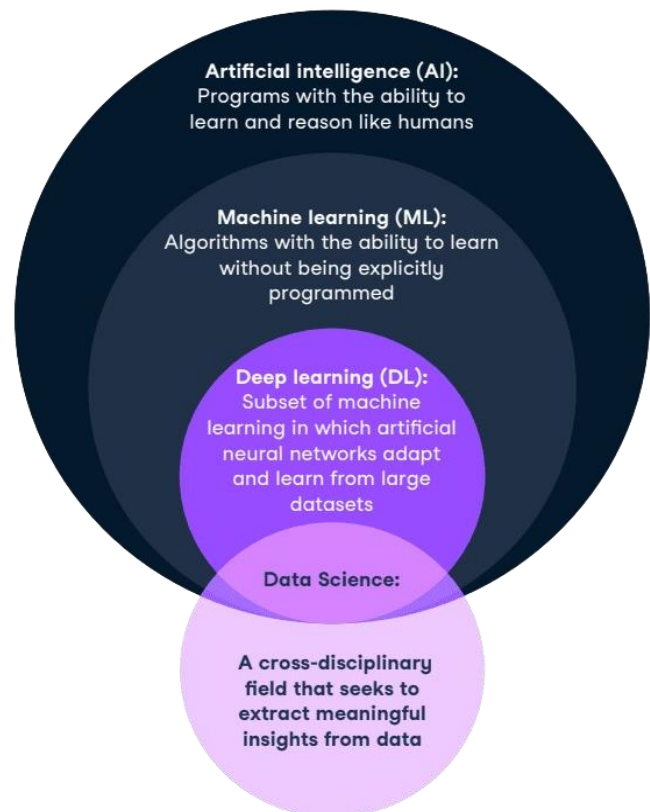 Artificial intelligence (AI):
Programs with the ability to
learn and reason like humans
Machine learning (ML):
Algorithms with the ability to learn
without being explicitly
programmed
Deep learning (DL):
Subset of machine
learning in which artificial
neural networks adapt
and learn from large
datasets
Data Science:
A cross-disciplinary
field that seeks to
extract meaningful
insights from data